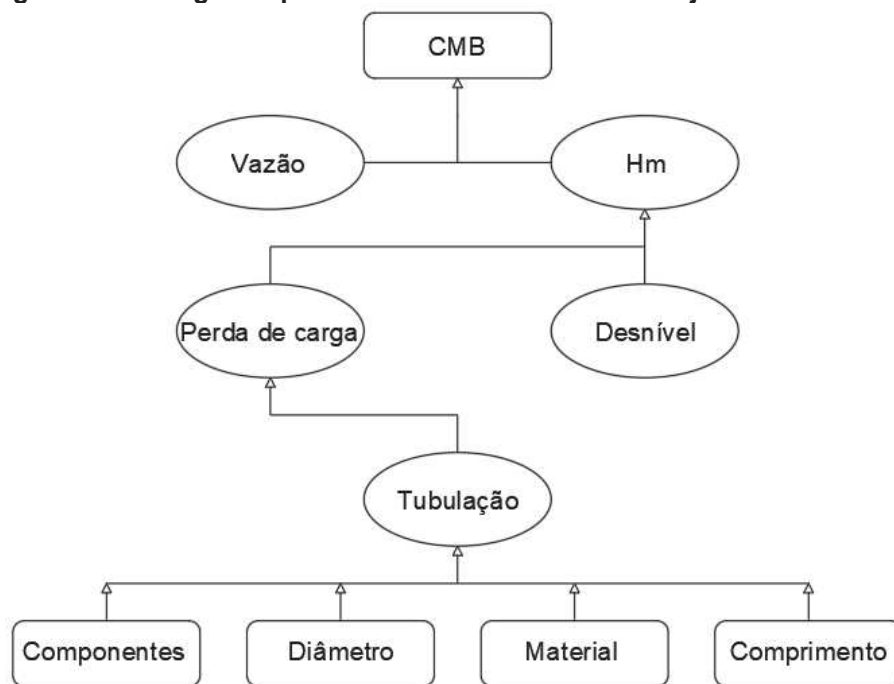 CMB
Vazão
Hm
Perda de carga
Desnível
Tubulação
Componentes
Diâmetro
Material
Comprimento